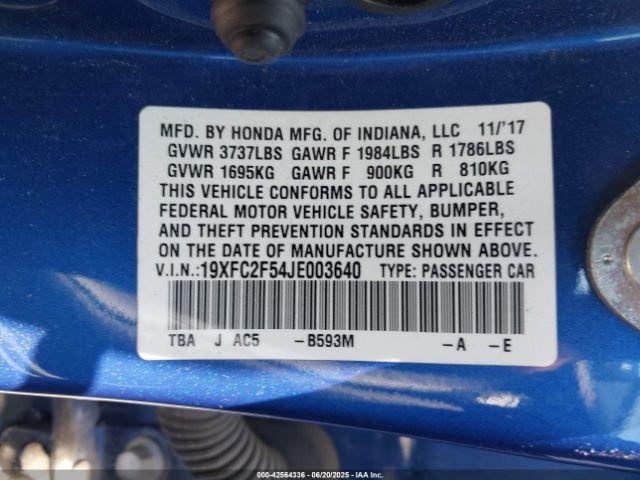 MFD. BY HONDA MFG. OF INDIANA, LLC 11/'17
GVWR 3737LBS GAWR F 1984LBS R 1786LBS
GVWR 1695KG GAWR F 900KG R 810KG
THIS VEHICLE CONFORMS TO ALL APPLICABLE
FEDERAL MOTOR VEHICLE SAFETY, BUMPER,
AND THEFT PREVENTION STANDARDS IN EFFECT
ON THE DATE OF MANUFACTURE SHOWN ABOVE.
V.I.N.:19XFC2F54JE003640 TYPE: PASSENGER CAR
TBA J AC5 -B593M -A -E
000-42564336 - 06/20/2025 - IAA Inc.